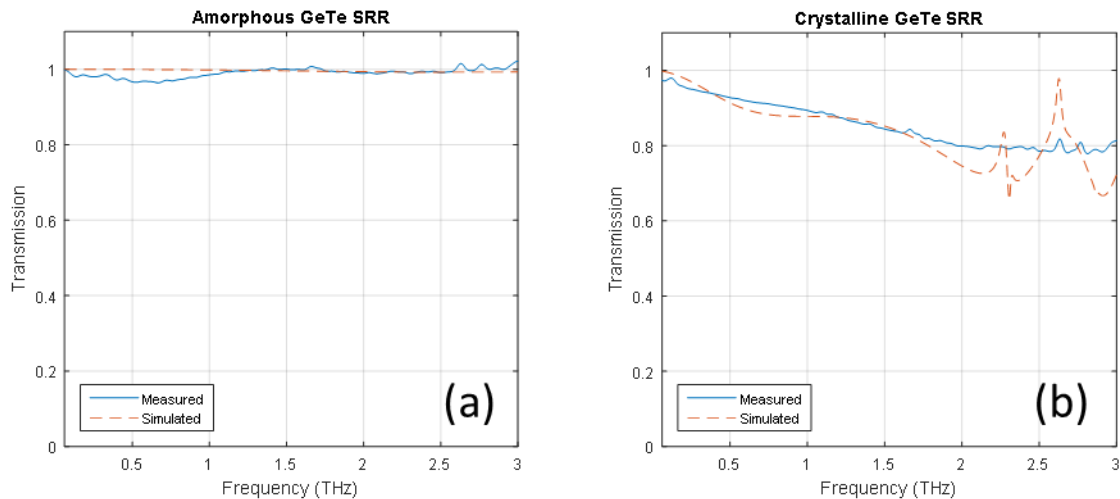 Amorphous GeTe SRR
Transmission
1
0.8
0.6
0.4
0.2
0
0.5 1 1.5 2 2.5 3
Frequency (THz)
Measured
Simulated
(a)
Crystalline GeTe SRR
Transmission
1
0.8
0.6
0.4
0.2
0
0.5 1 1.5 2 2.5 3
Frequency (THz)
Measured
Simulated
(b)